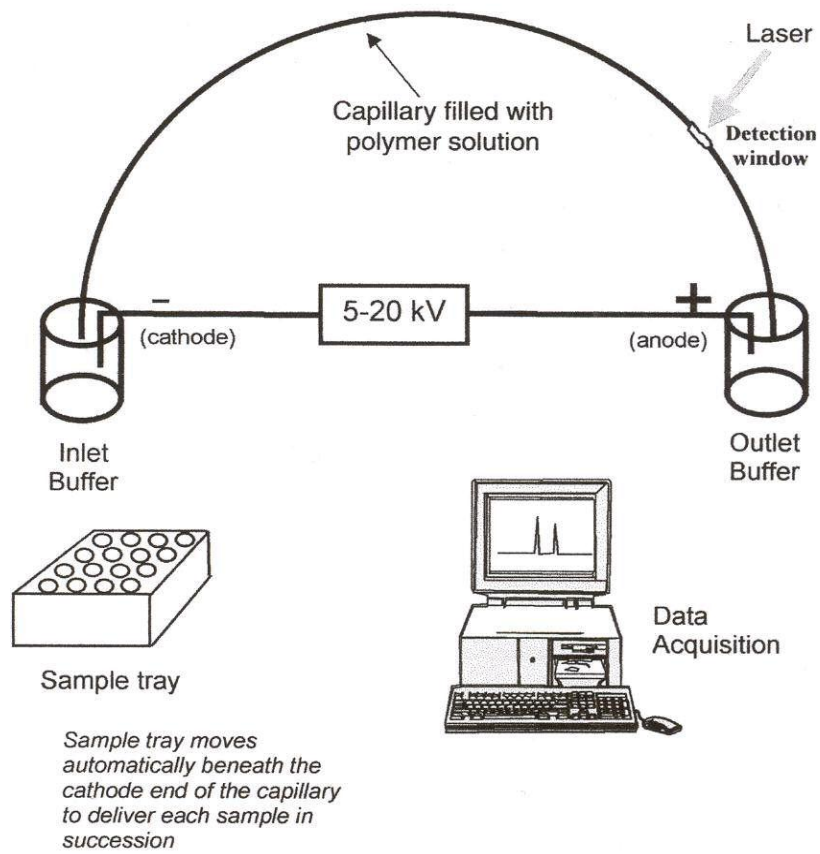 Laser
Capillary filled with
polymer solution
Detection
window
–
+
5-20 kV
(cathode)
(anode)
Inlet
Buffer
Outlet
Buffer
Data
Acquisition
Sample tray
Sample tray moves
automatically beneath the
cathode end of the capillary
to deliver each sample in
succession